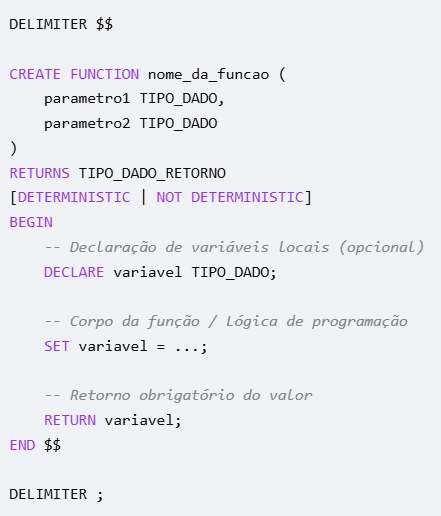 DELIMITER $$
CREATE FUNCTION nome_da_funcao (
    parametro1 TIPO_DADO,
    parametro2 TIPO_DADO
)
RETURNS TIPO_DADO_RETORNO
[DETERMINISTIC | NOT DETERMINISTIC]
BEGIN
    -- Declaração de variáveis locais (opcional)
    DECLARE variavel TIPO_DADO;
    -- Corpo da função / Lógica de programação
    SET variavel = ...;
    -- Retorno obrigatório do valor
    RETURN variavel;
END $$
DELIMITER ;